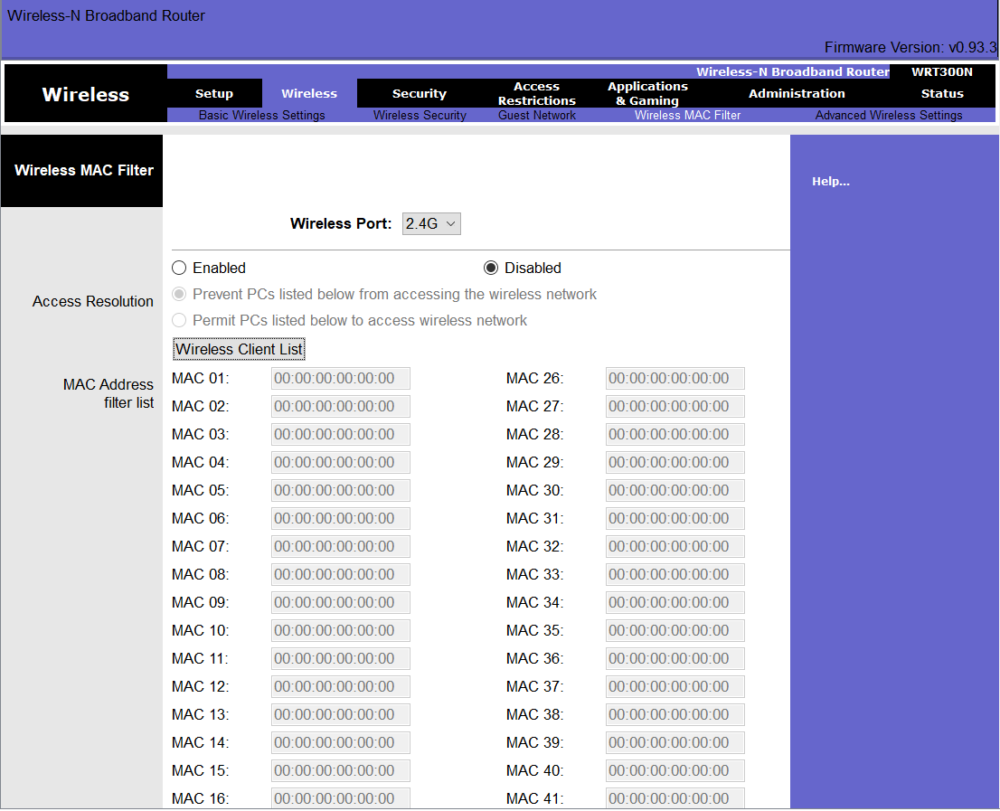 Wireless-N Broadband Router
Firmware Version: v0.93.3
Wireless-N Broadband Router WRT300N
Wireless
Setup Wireless Security Access Restrictions Applications & Gaming Administration Status
Basic Wireless Settings Wireless Security Guest Network Wireless MAC Filter Advanced Wireless Settings
Wireless MAC Filter
Help...
Wireless Port: 2.4G
Enabled Disabled
Access Resolution
Prevent PCs listed below from accessing the wireless network
Permit PCs listed below to access wireless network
Wireless Client List
MAC Address
filter list
MAC 01: 00:00:00:00:00:00 MAC 26: 00:00:00:00:00:00
MAC 02: 00:00:00:00:00:00 MAC 27: 00:00:00:00:00:00
MAC 03: 00:00:00:00:00:00 MAC 28: 00:00:00:00:00:00
MAC 04: 00:00:00:00:00:00 MAC 29: 00:00:00:00:00:00
MAC 05: 00:00:00:00:00:00 MAC 30: 00:00:00:00:00:00
MAC 06: 00:00:00:00:00:00 MAC 31: 00:00:00:00:00:00
MAC 07: 00:00:00:00:00:00 MAC 32: 00:00:00:00:00:00
MAC 08: 00:00:00:00:00:00 MAC 33: 00:00:00:00:00:00
MAC 09: 00:00:00:00:00:00 MAC 34: 00:00:00:00:00:00
MAC 10: 00:00:00:00:00:00 MAC 35: 00:00:00:00:00:00
MAC 11: 00:00:00:00:00:00 MAC 36: 00:00:00:00:00:00
MAC 12: 00:00:00:00:00:00 MAC 37: 00:00:00:00:00:00
MAC 13: 00:00:00:00:00:00 MAC 38: 00:00:00:00:00:00
MAC 14: 00:00:00:00:00:00 MAC 39: 00:00:00:00:00:00
MAC 15: 00:00:00:00:00:00 MAC 40: 00:00:00:00:00:00
MAC 16: 00:00:00:00:00:00 MAC 41: 00:00:00:00:00:00